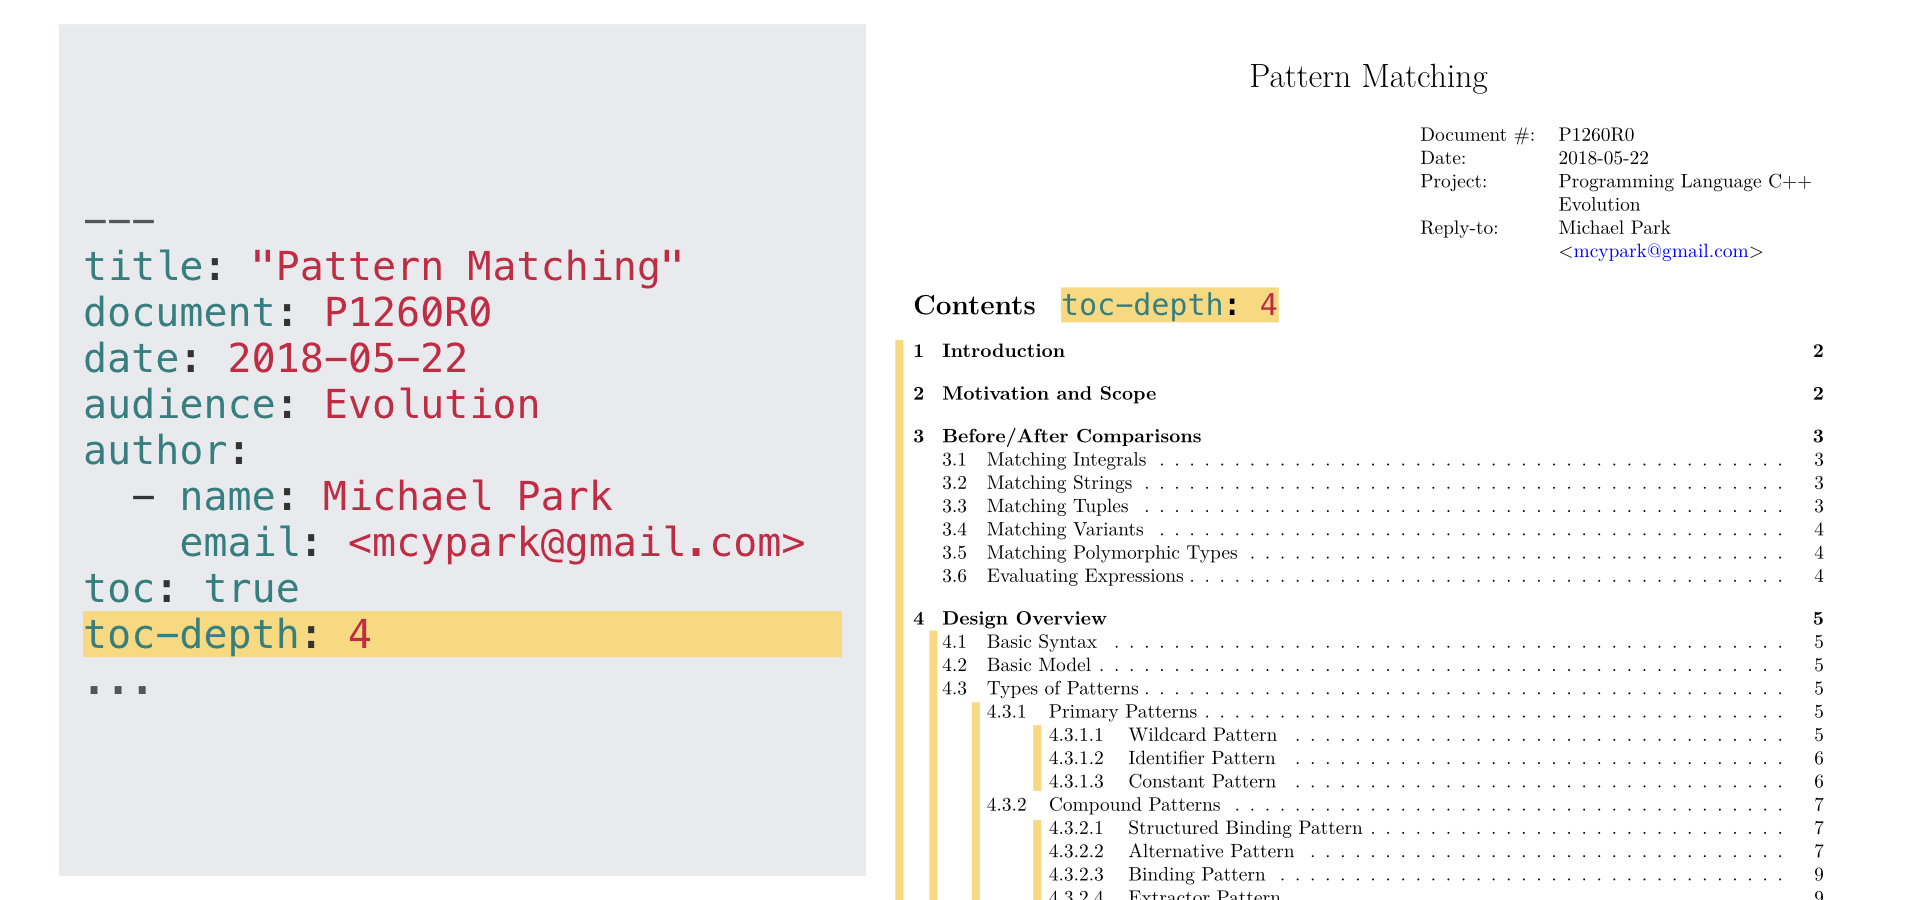 ---
title: "Pattern Matching"
document: P1260R0
date: 2018-05-22
audience: Evolution
author:
  - name: Michael Park
    email: <mcypark@gmail.com>
toc: true
toc-depth: 4
...
Pattern Matching
Document #: P1260R0
Date: 2018-05-22
Project: Programming Language C++
Evolution
Reply-to: Michael Park
<mcypark@gmail.com>
Contents toc-depth: 4
1 Introduction 2
2 Motivation and Scope 2
3 Before/After Comparisons 3
3.1 Matching Integrals . . . . . . . . . . . . . . . . . . . . . . . . . . . . . . . . . . . . . . . . . . 3
3.2 Matching Strings . . . . . . . . . . . . . . . . . . . . . . . . . . . . . . . . . . . . . . . . . . . 3
3.3 Matching Tuples . . . . . . . . . . . . . . . . . . . . . . . . . . . . . . . . . . . . . . . . . . . 3
3.4 Matching Variants . . . . . . . . . . . . . . . . . . . . . . . . . . . . . . . . . . . . . . . . . . 4
3.5 Matching Polymorphic Types . . . . . . . . . . . . . . . . . . . . . . . . . . . . . . . . . . . . 4
3.6 Evaluating Expressions . . . . . . . . . . . . . . . . . . . . . . . . . . . . . . . . . . . . . . . . 4
4 Design Overview 5
4.1 Basic Syntax . . . . . . . . . . . . . . . . . . . . . . . . . . . . . . . . . . . . . . . . . . . . . 5
4.2 Basic Model . . . . . . . . . . . . . . . . . . . . . . . . . . . . . . . . . . . . . . . . . . . . . . 5
4.3 Types of Patterns . . . . . . . . . . . . . . . . . . . . . . . . . . . . . . . . . . . . . . . . . . . 5
4.3.1 Primary Patterns . . . . . . . . . . . . . . . . . . . . . . . . . . . . . . . . . . . . . . . 5
4.3.1.1 Wildcard Pattern . . . . . . . . . . . . . . . . . . . . . . . . . . . . . . . . . 5
4.3.1.2 Identifier Pattern . . . . . . . . . . . . . . . . . . . . . . . . . . . . . . . . . 6
4.3.1.3 Constant Pattern . . . . . . . . . . . . . . . . . . . . . . . . . . . . . . . . . 6
4.3.2 Compound Patterns . . . . . . . . . . . . . . . . . . . . . . . . . . . . . . . . . . . . . 7
4.3.2.1 Structured Binding Pattern . . . . . . . . . . . . . . . . . . . . . . . . . . . . 7
4.3.2.2 Alternative Pattern . . . . . . . . . . . . . . . . . . . . . . . . . . . . . . . . 7
4.3.2.3 Binding Pattern . . . . . . . . . . . . . . . . . . . . . . . . . . . . . . . . . . 9
4.3.2.4 Extractor Pattern . . . . . . . . . . . . . . . . . . . . . . . . . . . . . . . . . 9